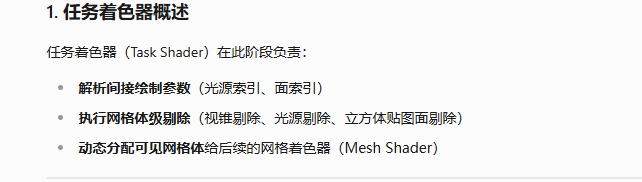 1. 任务着色器概述
任务着色器（Task Shader）在此阶段负责：
解析间接绘制参数（光源索引、面索引）
执行网格体级剔除（视锥剔除、光源剔除、立方体贴图面剔除）
动态分配可见网格体给后续的网格着色器（Mesh Shader）